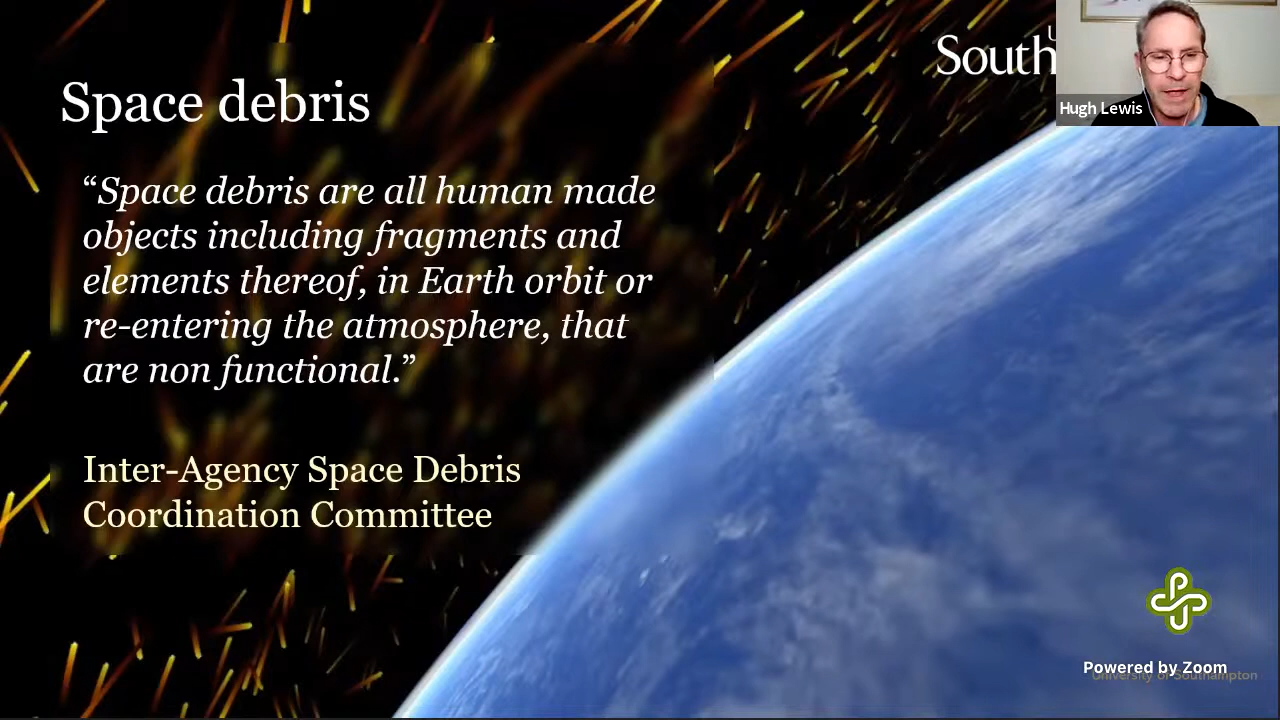 South
Hugh Lewis
Space debris
“Space debris are all human made
objects including fragments and
elements thereof, in Earth orbit or
re-entering the atmosphere, that
are non functional.”
Inter-Agency Space Debris
Coordination Committee
Powered by Zoom
University of Southampton